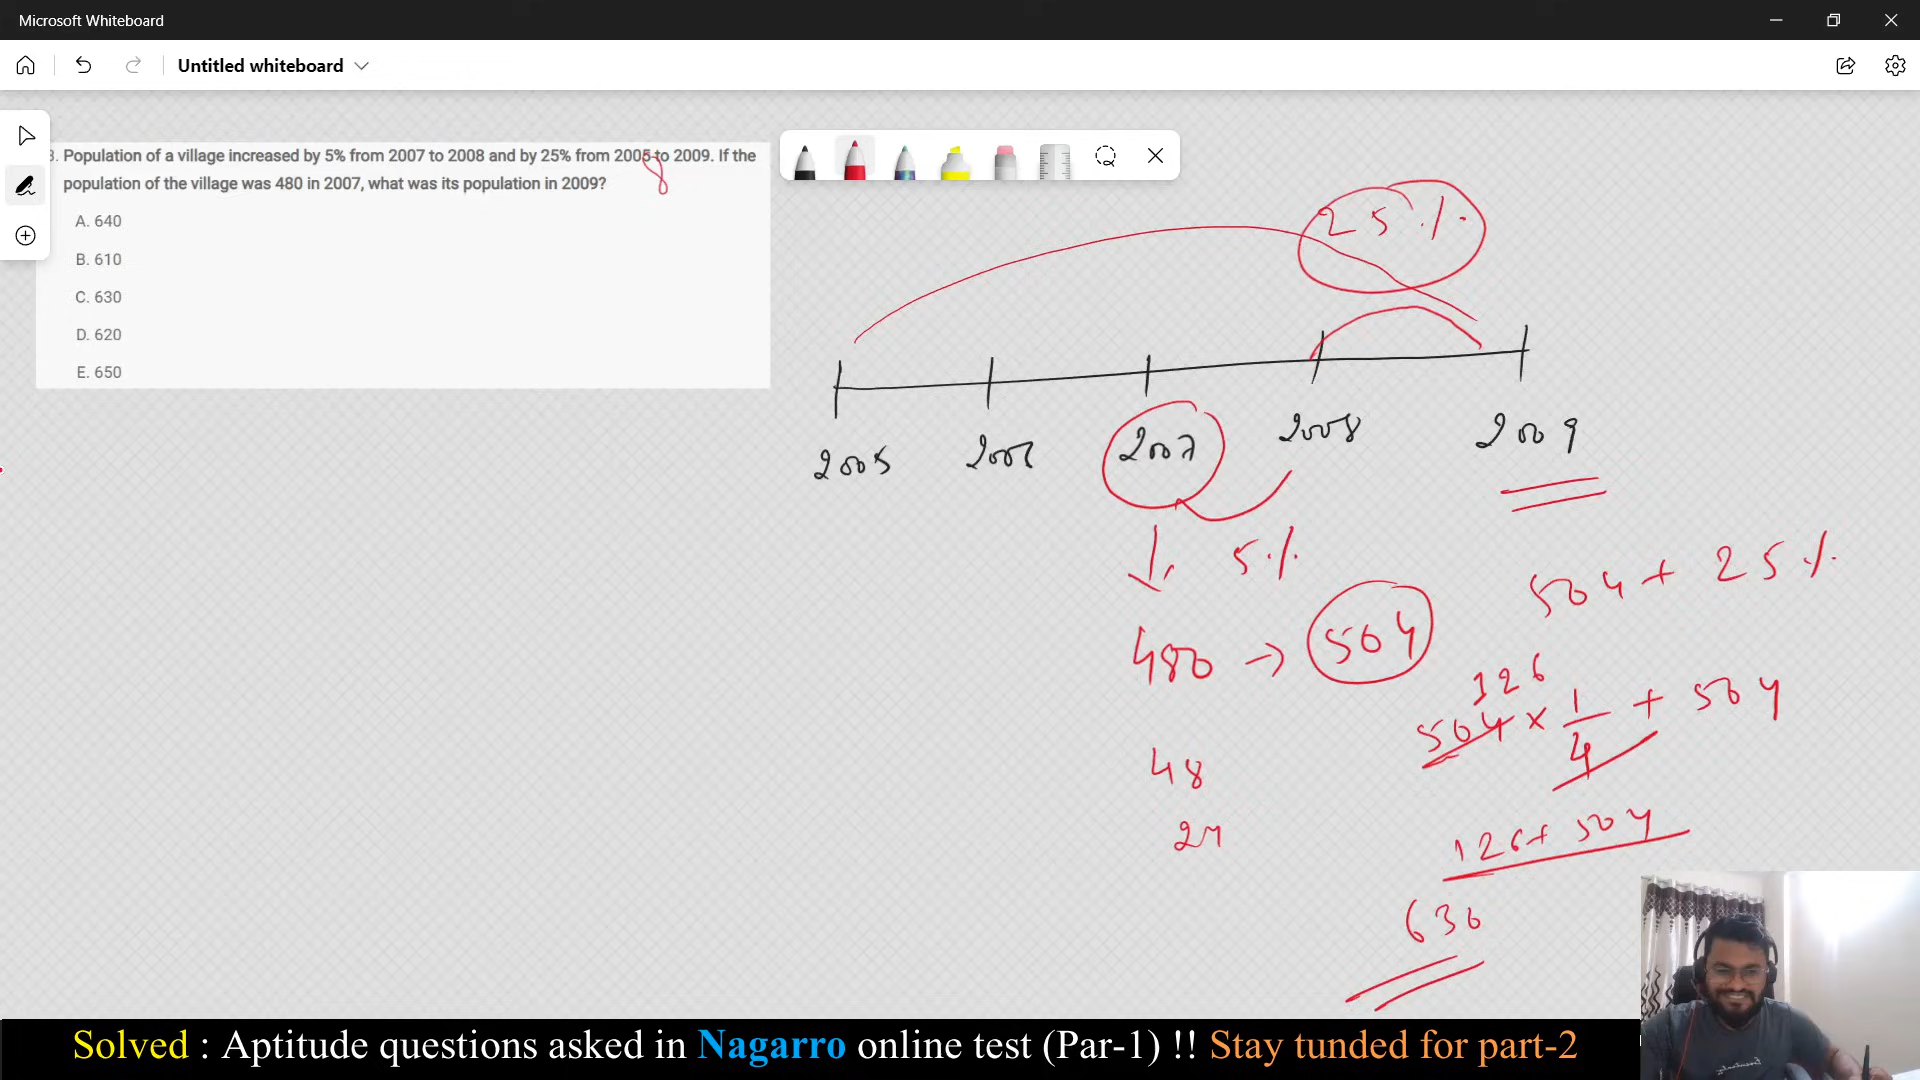 Microsoft Whiteboard
Untitled whiteboard
3. Population of a village increased by 5% from 2007 to 2008 and by 25% from 2005 to 2009. If the
population of the village was 480 in 2007, what was its population in 2009?
8
A. 640
B. 610
C. 630
D. 620
E. 650
25%
2005 2006 2007 2008 2009
5%
504 + 25%
480 → 504
126
504 × 1/4 + 504
48
24
126 + 504
630
Solved : Aptitude questions asked in Nagarro online test (Par-1) !! Stay tunded for part-2